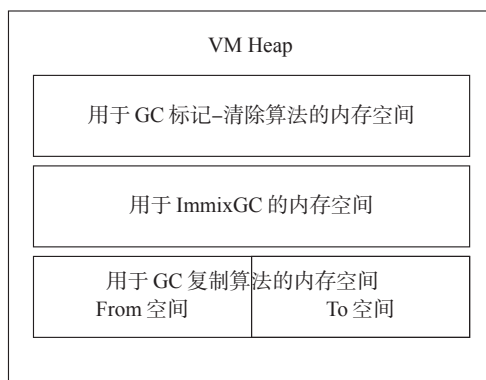 VM Heap
用于 GC 标记–清除算法的内存空间
用于 ImmixGC 的内存空间
用于 GC 复制算法的内存空间
From 空间
To 空间